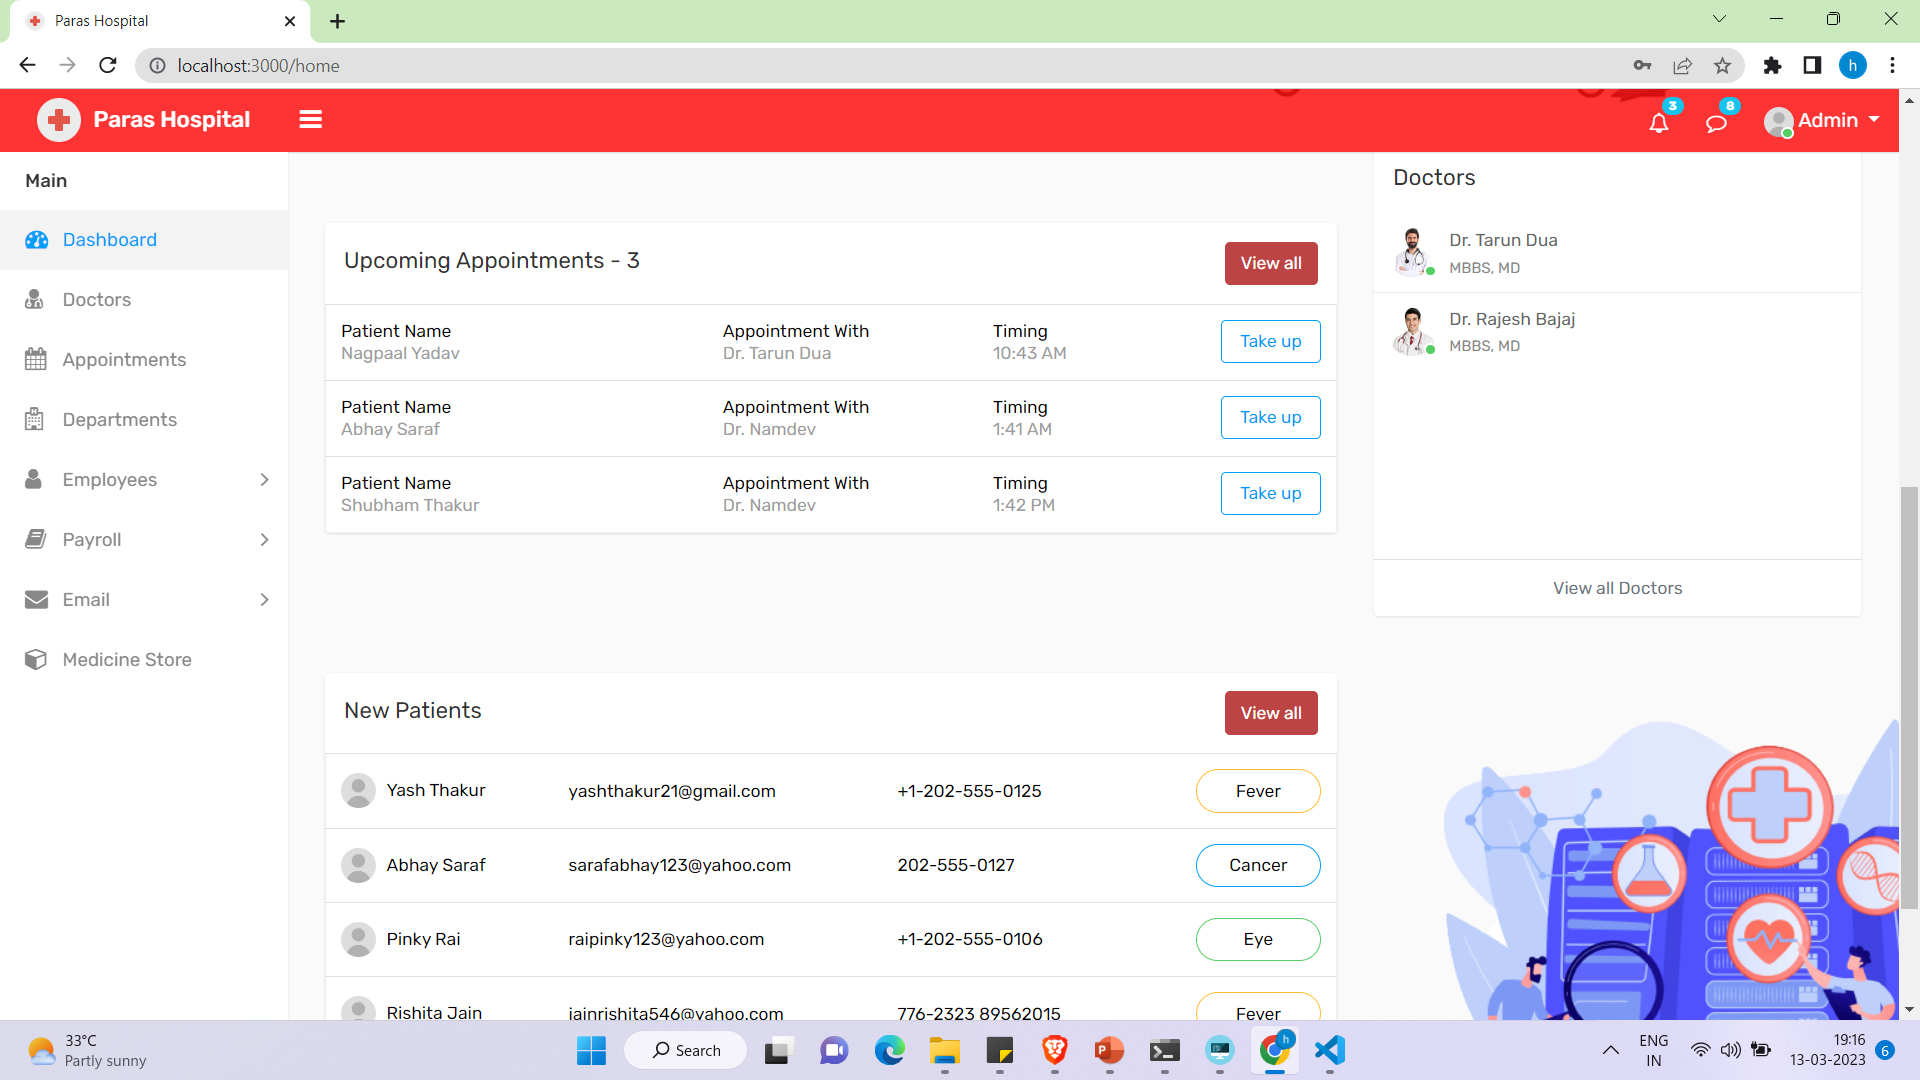 Paras Hospital
localhost:3000/home
h
Paras Hospital
3
8
Admin
Main
Dashboard
Doctors
Appointments
Departments
Employees
Payroll
Email
Medicine Store
Upcoming Appointments - 3
View all
Patient Name Appointment With Timing
Nagpaal Yadav Dr. Tarun Dua 10:43 AM
Take up
Patient Name Appointment With Timing
Abhay Saraf Dr. Namdev 1:41 AM
Take up
Patient Name Appointment With Timing
Shubham Thakur Dr. Namdev 1:42 PM
Take up
Doctors
Dr. Tarun Dua
MBBS, MD
Dr. Rajesh Bajaj
MBBS, MD
View all Doctors
New Patients
View all
Yash Thakur yashthakur21@gmail.com +1-202-555-0125 Fever
Abhay Saraf sarafabhay123@yahoo.com 202-555-0127 Cancer
Pinky Rai raipinky123@yahoo.com +1-202-555-0106 Eye
Rishita Jain jainrishita546@yahoo.com 776-2323 89562015 Fever
33°C
Partly sunny
Search
P
h
ENG
IN
19:16
13-03-2023
6